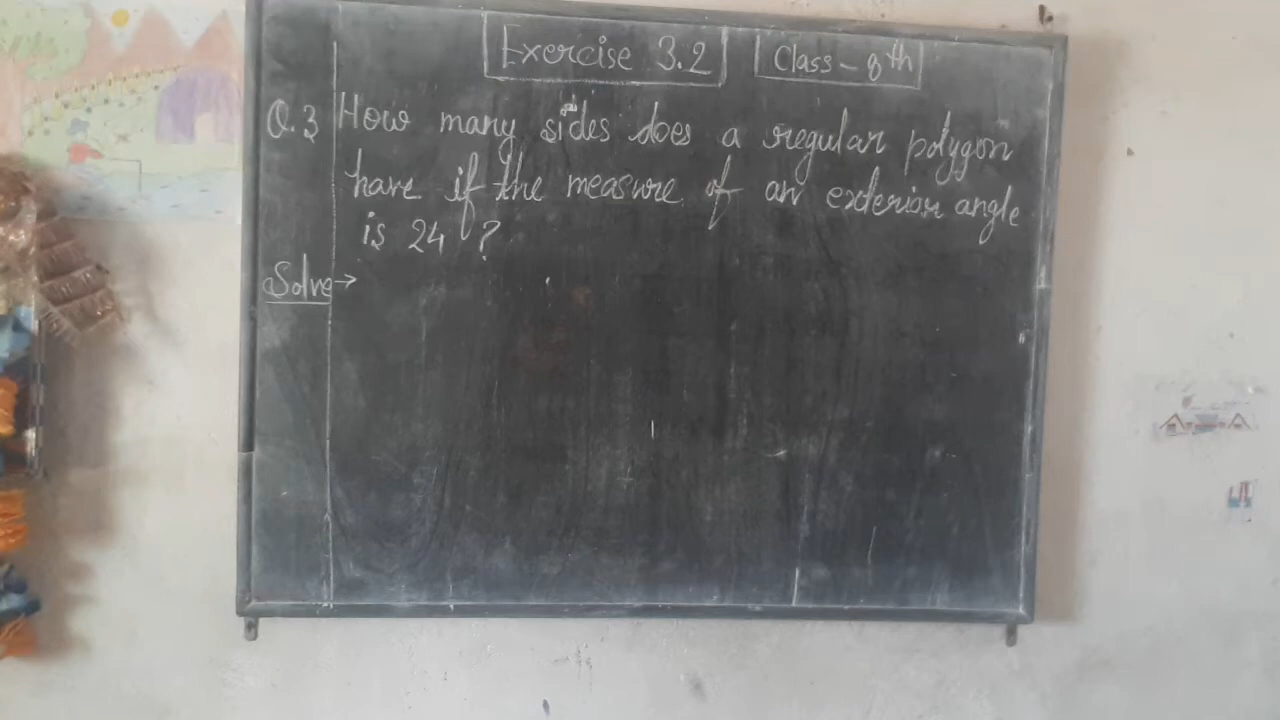 Exercise 3.2 Class - 8th
Q.3 How many sides does a regular polygon
have if the measure of an exterior angle
is 24°?
Solve →